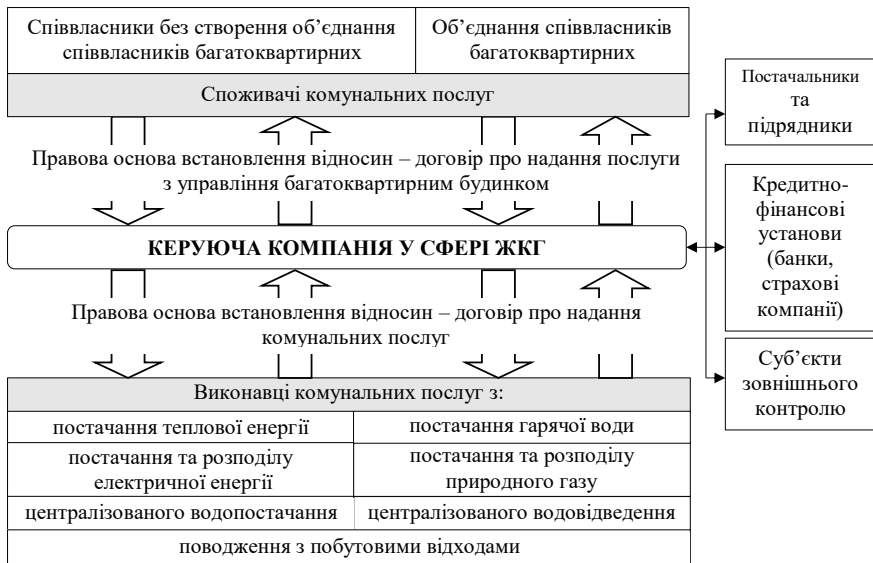 Співвласники без створення об’єднання
співвласників багатоквартирних
Об’єднання співвласників
багатоквартирних
Споживачі комунальних послуг
Правова основа встановлення відносин – договір про надання послуги
з управління багатоквартирним будинком
КЕРУЮЧА КОМПАНІЯ У СФЕРІ ЖКГ
Правова основа встановлення відносин – договір про надання
комунальних послуг
Виконавці комунальних послуг з:
постачання теплової енергії
постачання гарячої води
постачання та розподілу
електричної енергії
постачання та розподілу
природного газу
централізованого водопостачання
централізованого водовідведення
поводження з побутовими відходами
Постачальники
та
підрядники
Кредитно-
фінансові
установи
(банки,
страхові
компанії)
Суб’єкти
зовнішнього
контролю